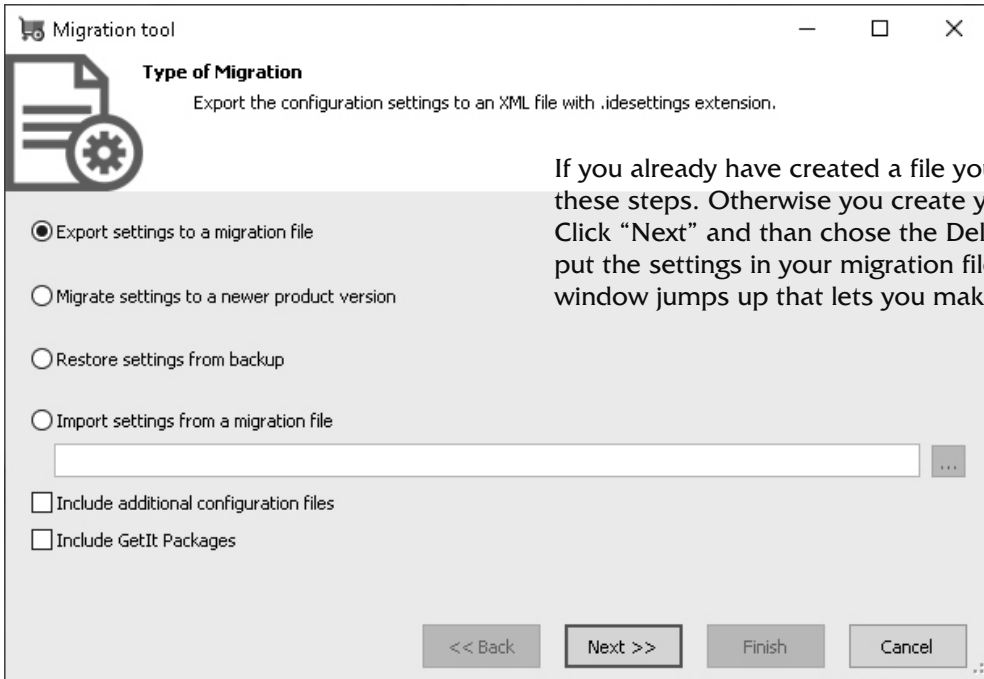 Migration tool
Type of Migration
Export the configuration settings to an XML file with .idesettings extension.
If you already have created a file
these steps. Otherwise you create
Click “Next” and than chose the
put the settings in your migration
window jumps up that lets you
Export settings to a migration file
Migrate settings to a newer product version
Restore settings from backup
Import settings from a migration file
...
Include additional configuration files
Include GetIt Packages
<< Back
Next >>
Finish
Cancel